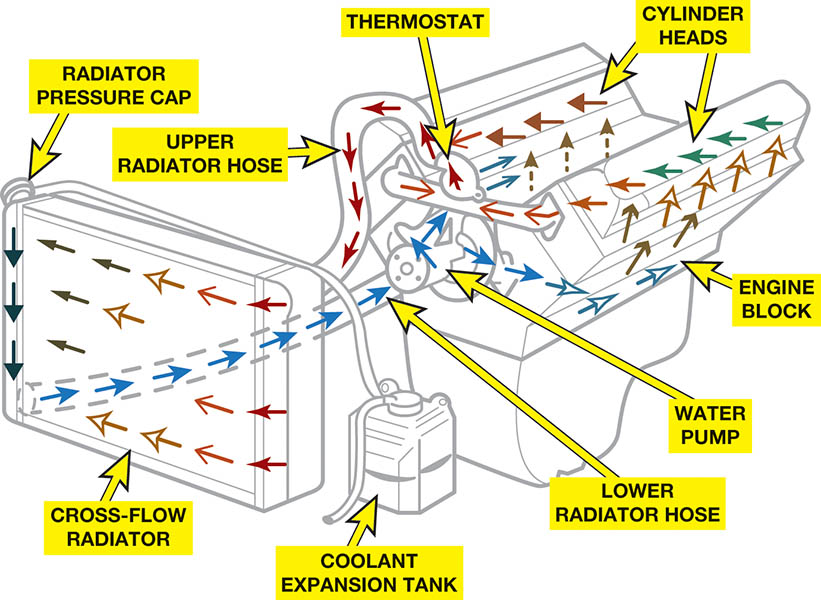 THERMOSTAT
CYLINDER
HEADS
RADIATOR
PRESSURE CAP
UPPER
RADIATOR HOSE
ENGINE
BLOCK
WATER
PUMP
LOWER
RADIATOR HOSE
CROSS-FLOW
RADIATOR
COOLANT
EXPANSION TANK